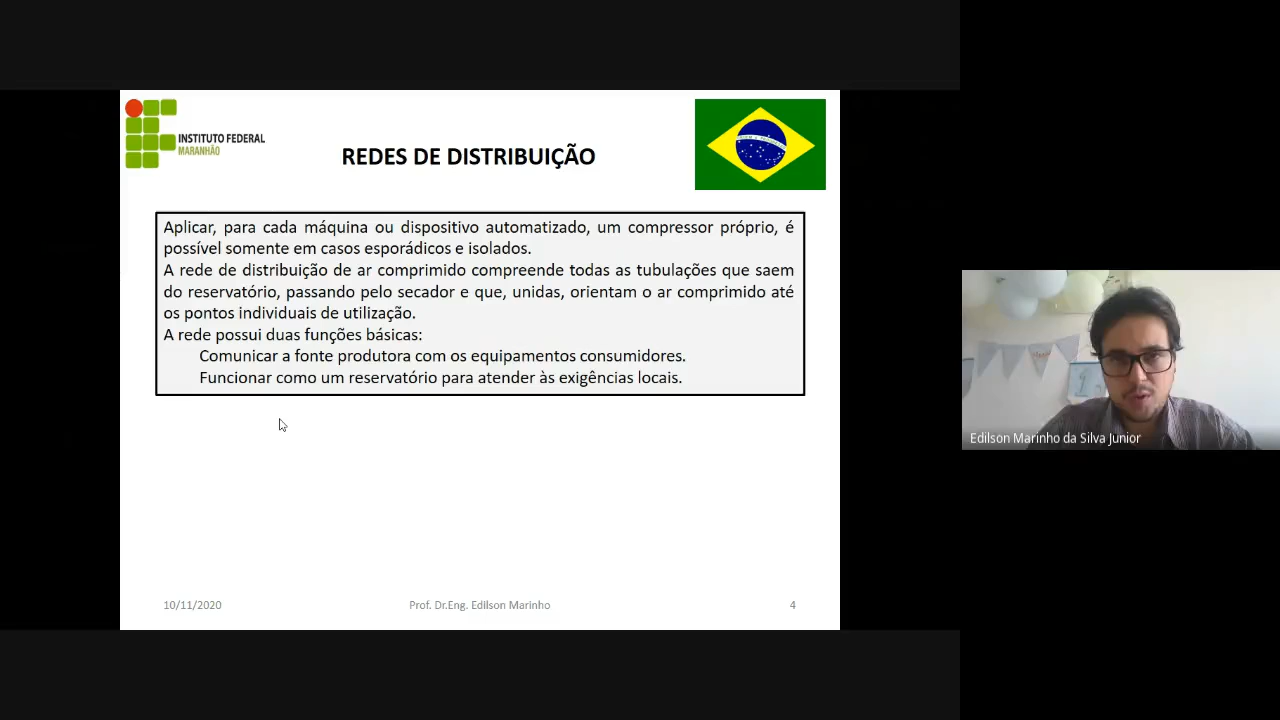 INSTITUTO FEDERAL
MARANHÃO
REDES DE DISTRIBUIÇÃO
Aplicar, para cada máquina ou dispositivo automatizado, um compressor próprio, é
possível somente em casos esporádicos e isolados.
A rede de distribuição de ar comprimido compreende todas as tubulações que saem
do reservatório, passando pelo secador e que, unidas, orientam o ar comprimido até
os pontos individuais de utilização.
A rede possui duas funções básicas:
Comunicar a fonte produtora com os equipamentos consumidores.
Funcionar como um reservatório para atender às exigências locais.
10/11/2020
Prof. Dr.Eng. Edilson Marinho
4
Edilson Marinho da Silva Junior